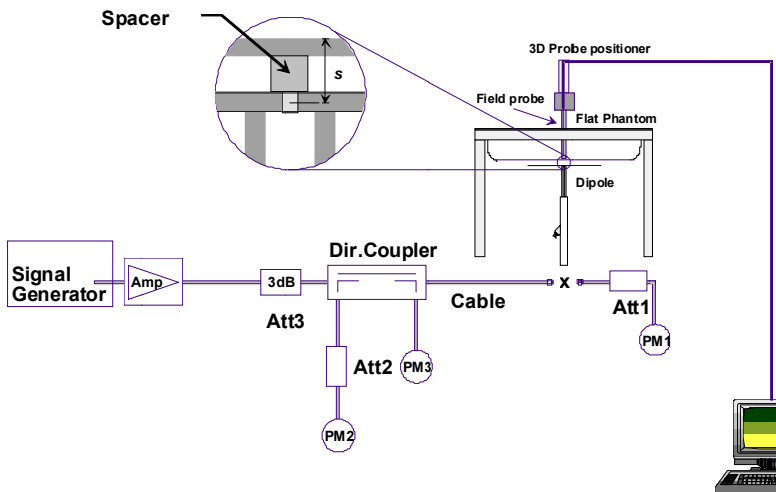 Spacer
s
3D Probe positioner
Field probe
Flat Phantom
Dipole
Signal
Generator
Amp
3dB
Att3
Dir.Coupler
Cable
x
Att1
PM1
Att2
PM3
PM2